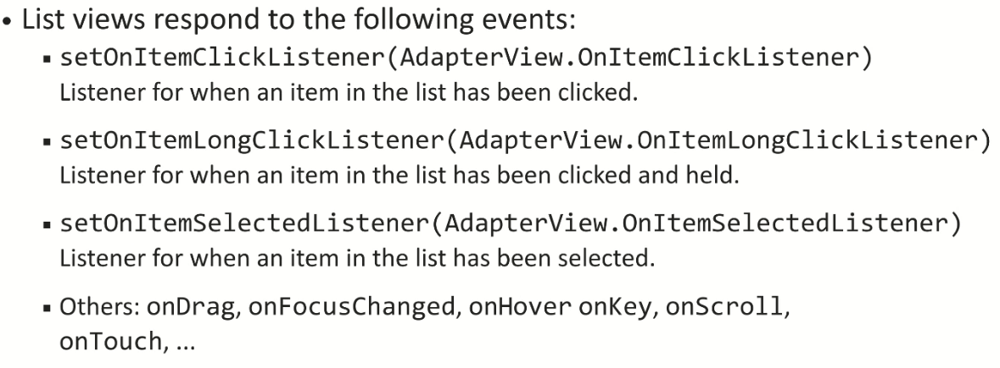 • List views respond to the following events:
▪ setOnItemClickListener(AdapterView.OnItemClickListener)
Listener for when an item in the list has been clicked.
▪ setOnItemLongClickListener(AdapterView.OnItemLongClickListener)
Listener for when an item in the list has been clicked and held.
▪ setOnItemSelectedListener(AdapterView.OnItemSelectedListener)
Listener for when an item in the list has been selected.
▪ Others: onDrag, onFocusChanged, onHover onKey, onScroll,
onTouch, ...